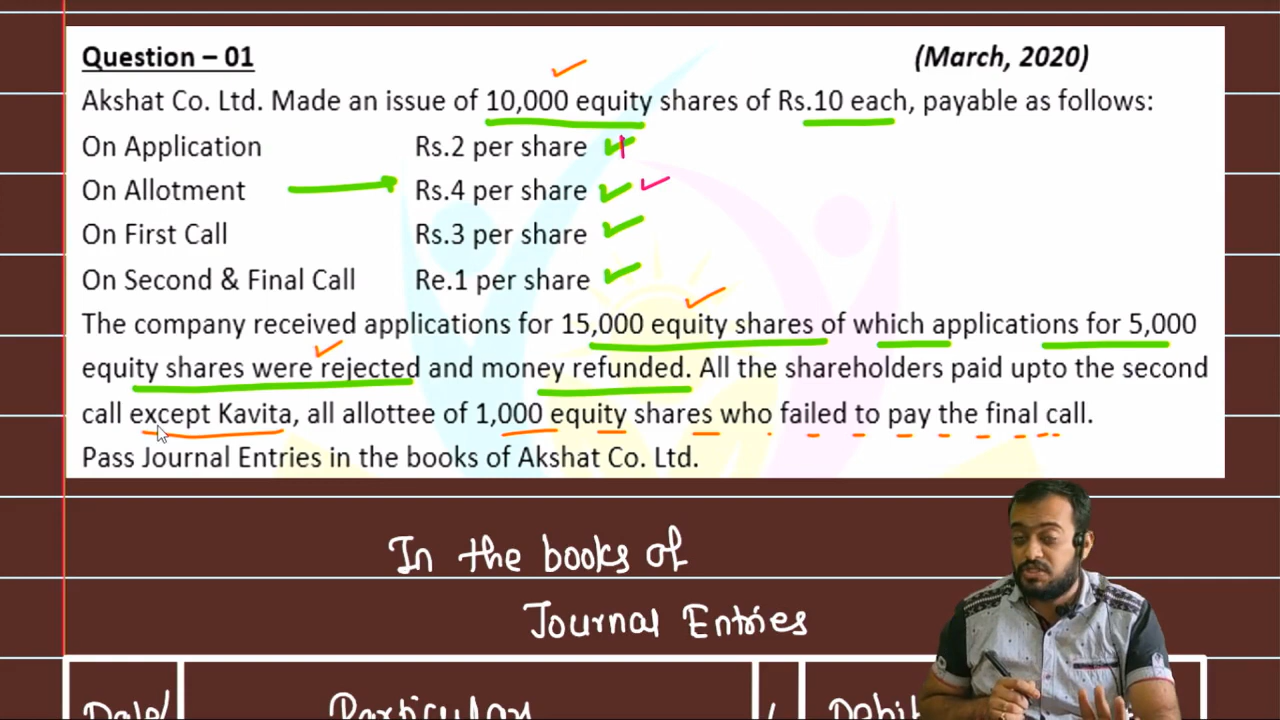 Question – 01 (March, 2020)
Akshat Co. Ltd. Made an issue of 10,000 equity shares of Rs.10 each, payable as follows:
On Application Rs.2 per share
On Allotment Rs.4 per share
On First Call Rs.3 per share
On Second & Final Call Re.1 per share
The company received applications for 15,000 equity shares of which applications for 5,000
equity shares were rejected and money refunded. All the shareholders paid upto the second
call except Kavita, all allottee of 1,000 equity shares who failed to pay the final call.
Pass Journal Entries in the books of Akshat Co. Ltd.
In the books of
Journal Entries
Date Particular Debit